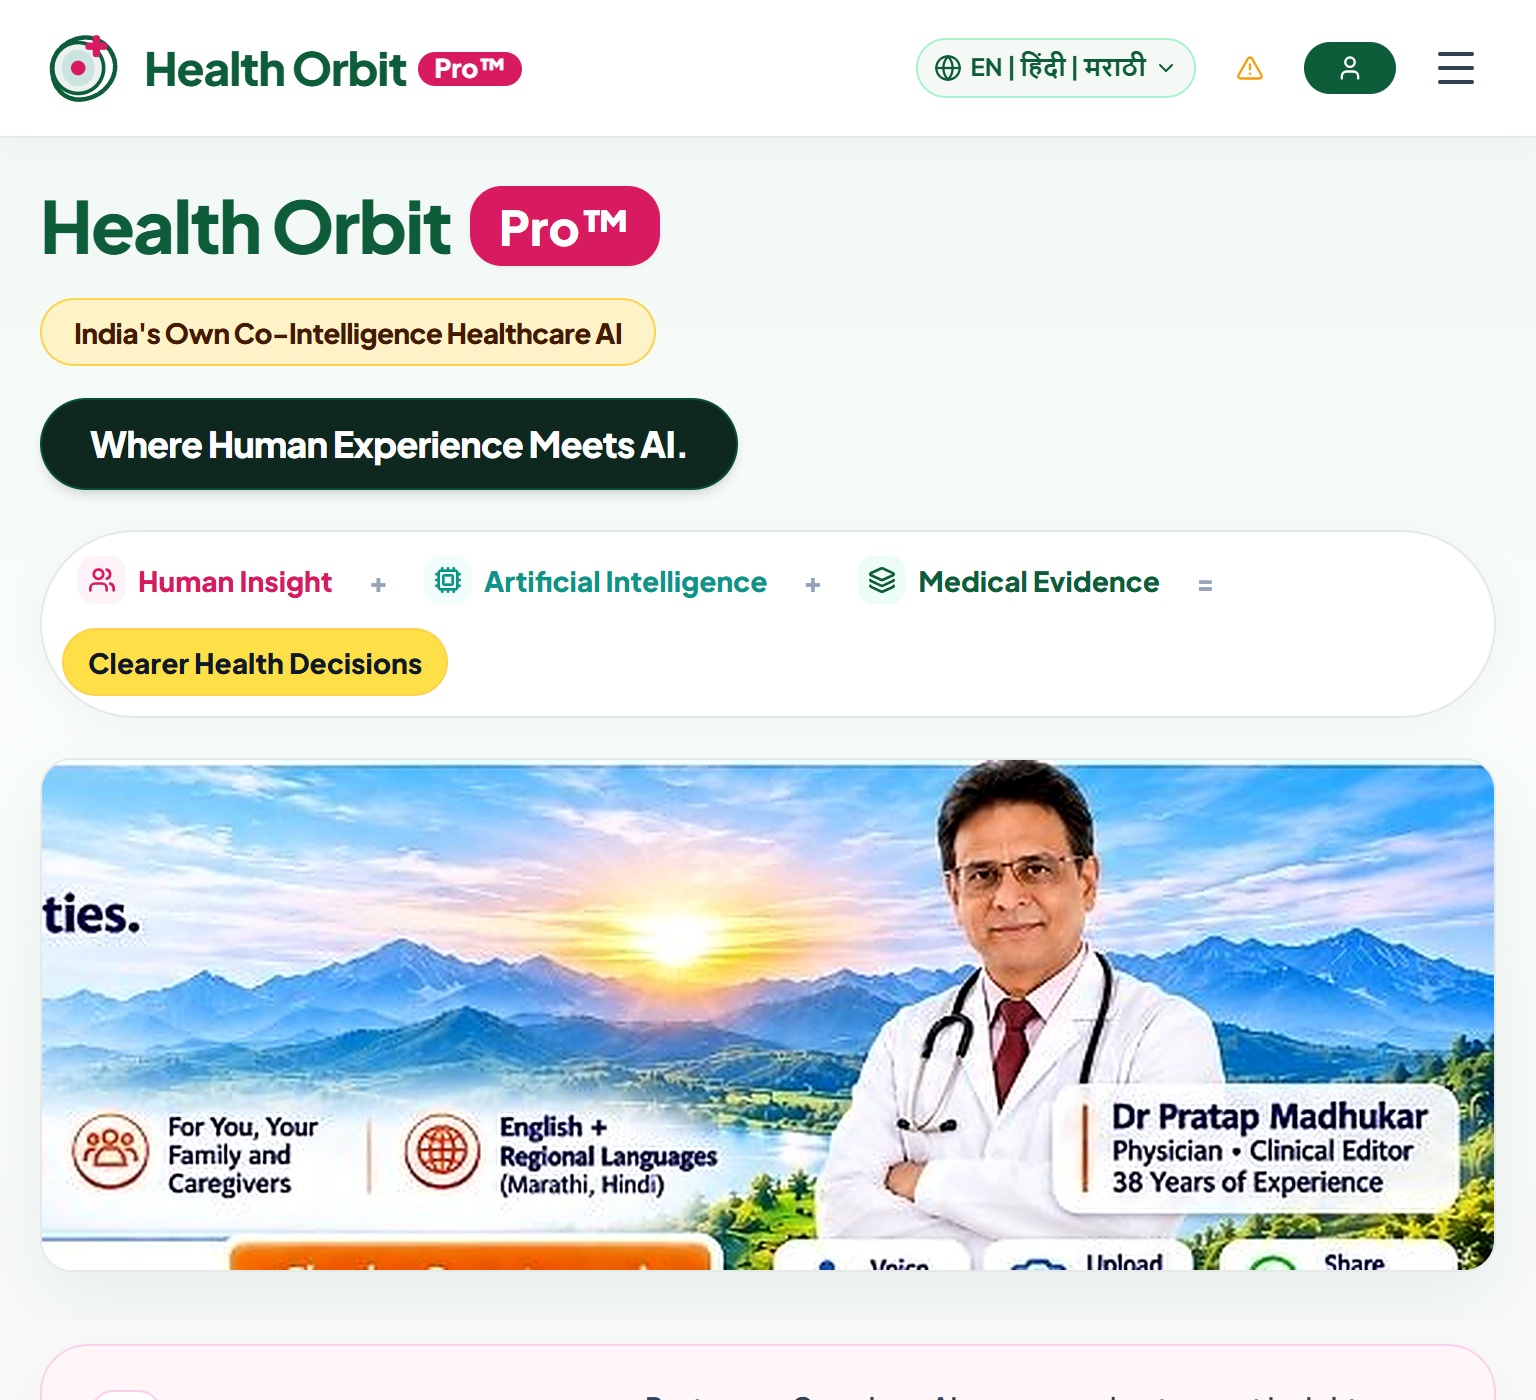 Health Orbit Pro™
EN | हिंदी | मराठी
Health Orbit Pro™
India's Own Co-Intelligence Healthcare AI
Where Human Experience Meets AI.
Human Insight + Artificial Intelligence + Medical Evidence =
Clearer Health Decisions
ties.
For You, Your
Family and
Caregivers
English +
Regional Languages
(Marathi, Hindi)
Dr Pratap Madhukar
Physician • Clinical Editor
38 Years of Experience
Voice
Upload
Share